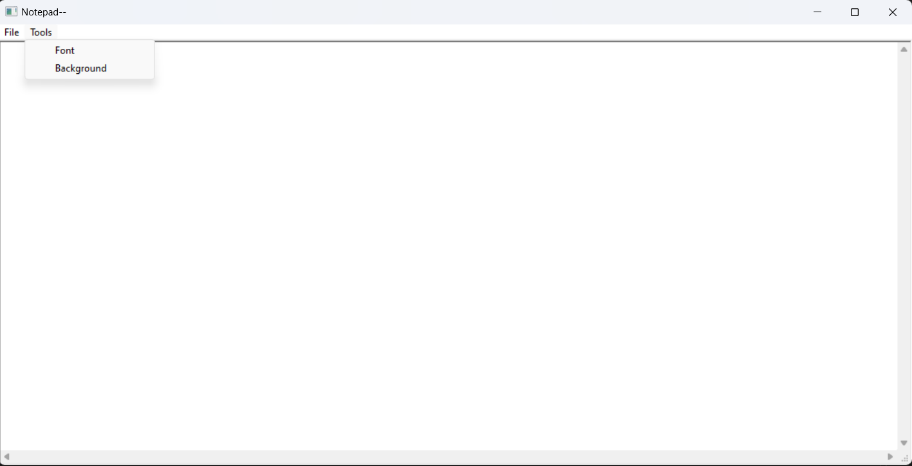 Notepad--
File Tools
Font
Background